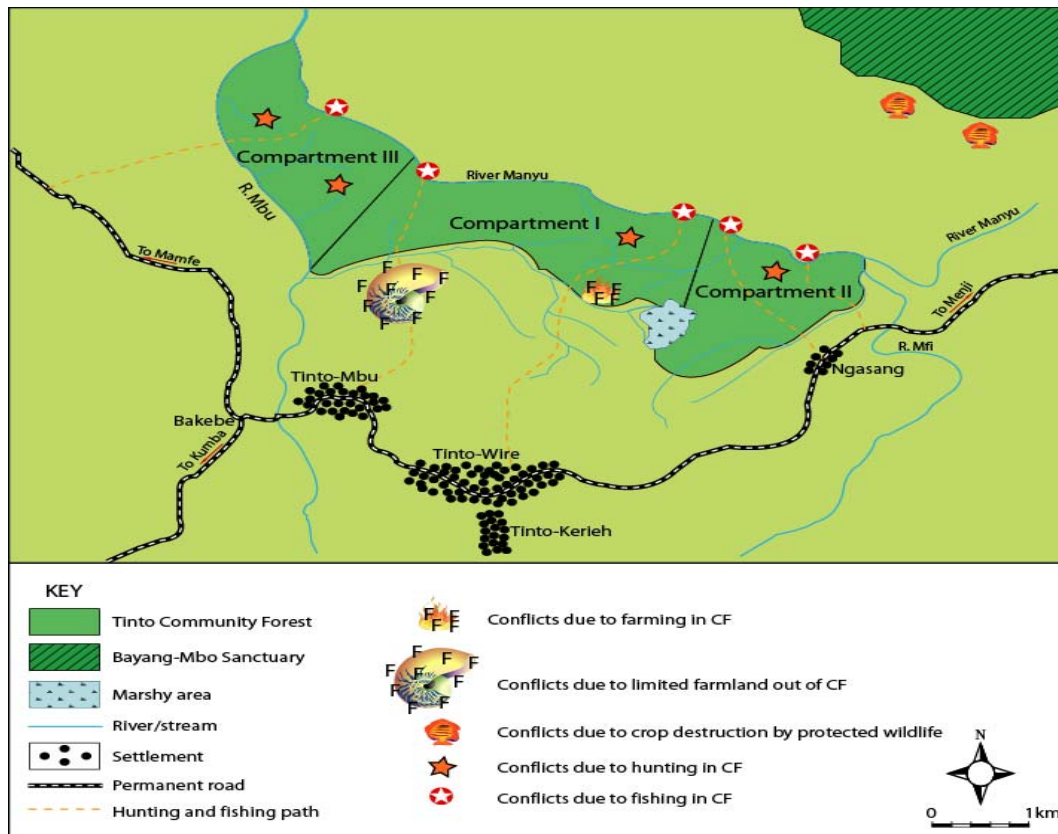 Compartment III
River Manyu
R.Mbu
Compartment I
River Manyu
To Mamfe
F F F F F F F F F
F F F F
Compartment II
To Menji
R. Mfi
Ngasang
Tinto-Mbu
Bakebe
To Kumba
Tinto-Wire
Tinto-Kerieh
KEY
Tinto Community Forest
Bayang-Mbo Sanctuary
Marshy area
River/stream
Settlement
Permanent road
Hunting and fishing path
F F F F
Conflicts due to farming in CF
F F F F F F F F F
Conflicts due to limited farmland out of CF
Conflicts due to crop destruction by protected wildlife
Conflicts due to hunting in CF
Conflicts due to fishing in CF
N
0 1km